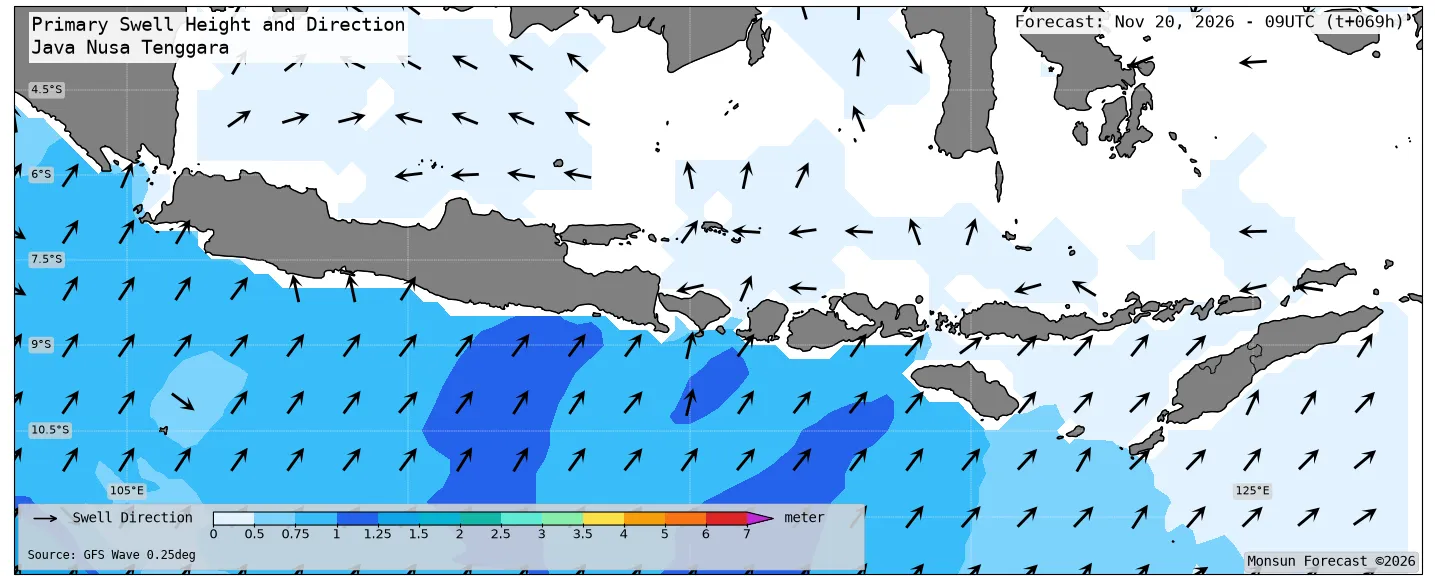 Primary Swell Height and Direction
Java Nusa Tenggara
Forecast: Nov 20, 2026 - 09UTC (t+069h)
4.5°S
6°S
7.5°S
9°S
10.5°S
105°E
125°E
Swell Direction
0 0.5 0.75 1 1.25 1.5 2 2.5 3 3.5 4 5 6 7
meter
Source: GFS Wave 0.25deg
Monsun Forecast ©2026